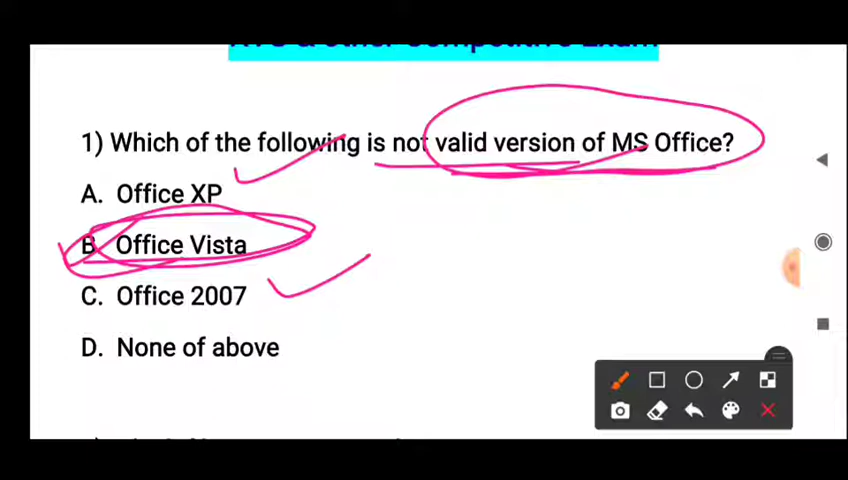 1) Which of the following is not valid version of MS Office?
A. Office XP
B. Office Vista
C. Office 2007
D. None of above